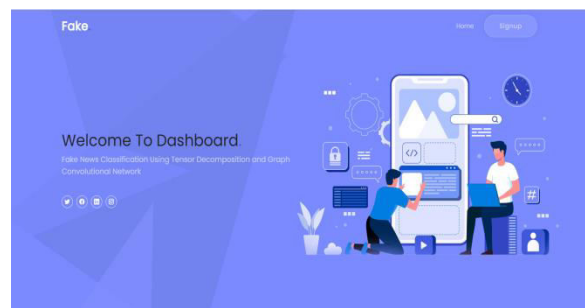 Fake.
Home
Signup
Welcome To Dashboard.
Fake News Classification Using Tensor Decomposition and Graph
Convolutional Network